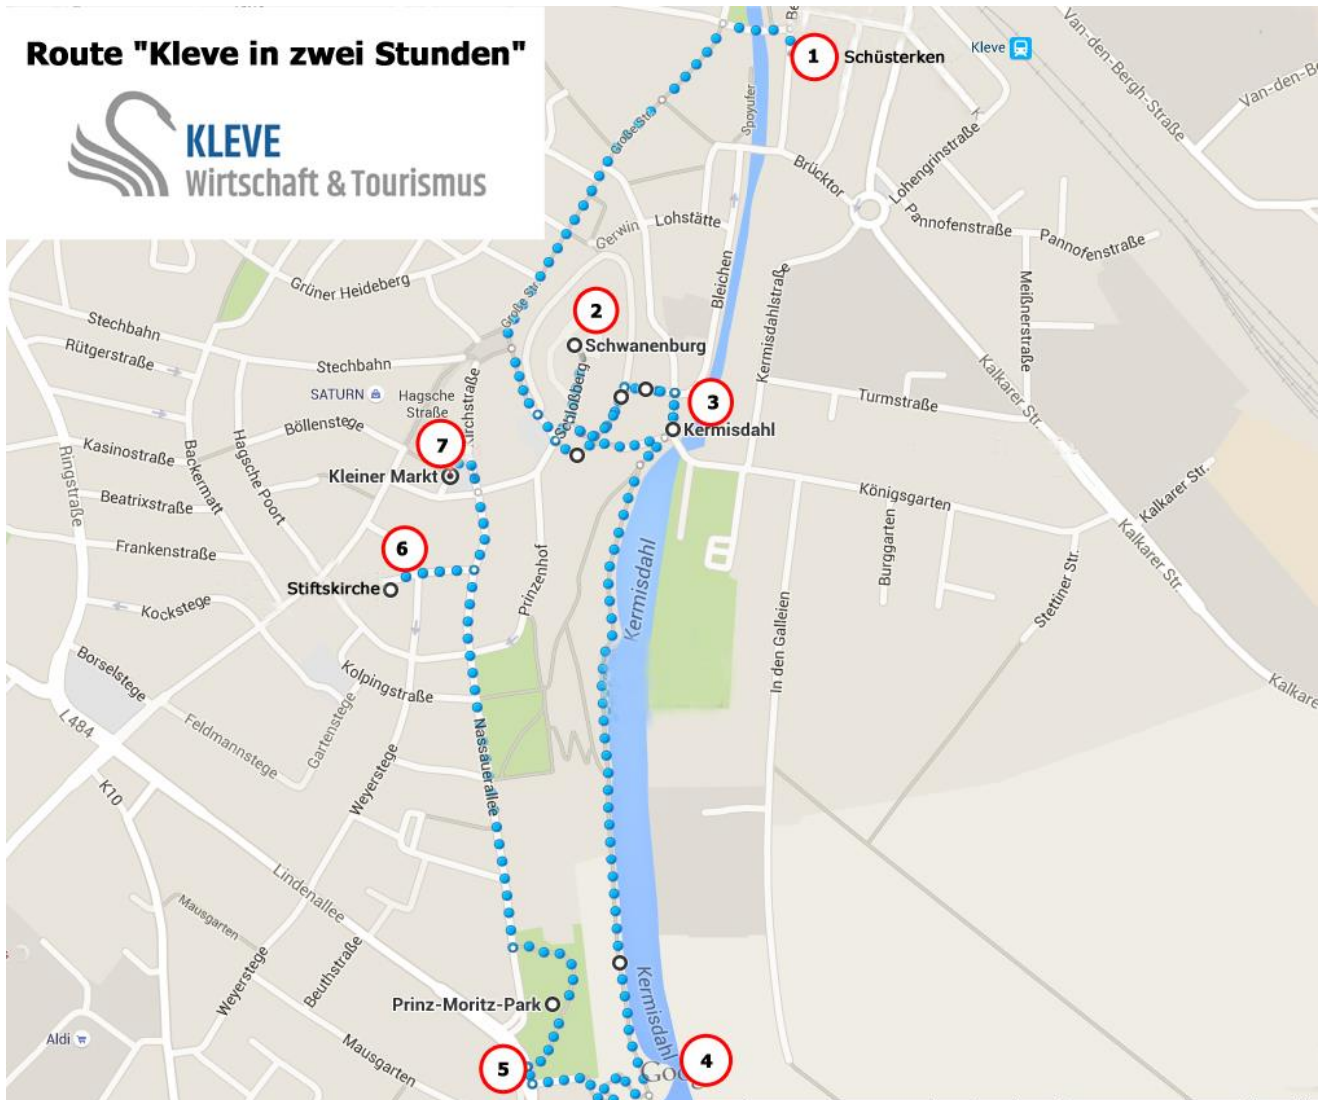 Route "Kleve in zwei Stunden"
KLEVE
Wirtschaft & Tourismus
1
Schüsterken
Kleve
Van-den-Bergh-Straße
Van-den-Be
Spoyufer
Große Str.
Brücktor
Lohengrinstraße
K
Pannofenstraße
Pannofenstraße
Gerwin
Lohstätte
Grüner Heideberg
Bleichen
Kermisdahlstraße
Meißnerstraße
Große Str.
2
Schwanenburg
Stechbahn
Rütgerstraße
Stechbahn
SATURN
Hagsche
Straße
Kirchstraße
Schloßberg
3
Kermisdahl
Turmstraße
Kalkarer Str.
Böllenstege
7
Kleiner Markt
Kasinostraße
Ringstraße
Backermatt
Hagsche Poort
Beatrixstraße
Königsgarten
Kalkarer Str.
Kalkarer Str.
Burggarten
Frankenstraße
6
Stiftskirche
Prinzenhof
Kermisdahl
Stettiner Str.
Kockstege
Kolpingstraße
In den Galleien
Kalkarer
Borselstege
L484
Feldmannstege
Gartenstege
Nassauerallee
Weyerstege
K10
Lindenallee
Mausgarten
Weyerstege
Beuthstraße
Prinz-Moritz-Park
Kermisdahl
Aldi
Mausgarten
5
4